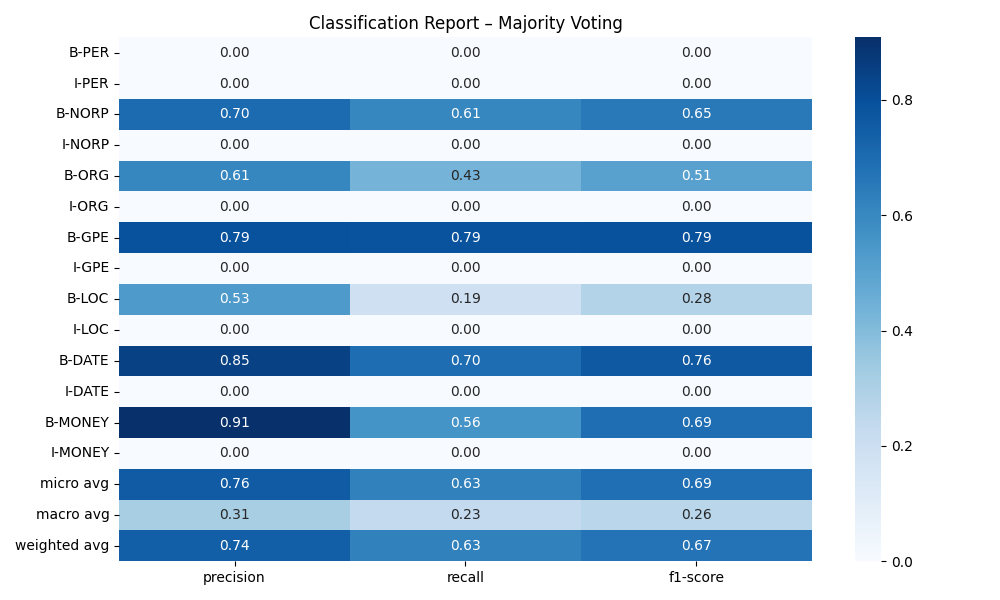 Classification Report – Majority Voting
B-PER 0.00 0.00 0.00
I-PER 0.00 0.00 0.00
B-NORP 0.70 0.61 0.65
I-NORP 0.00 0.00 0.00
B-ORG 0.61 0.43 0.51
I-ORG 0.00 0.00 0.00
B-GPE 0.79 0.79 0.79
I-GPE 0.00 0.00 0.00
B-LOC 0.53 0.19 0.28
I-LOC 0.00 0.00 0.00
B-DATE 0.85 0.70 0.76
I-DATE 0.00 0.00 0.00
B-MONEY 0.91 0.56 0.69
I-MONEY 0.00 0.00 0.00
micro avg 0.76 0.63 0.69
macro avg 0.31 0.23 0.26
weighted avg 0.74 0.63 0.67
precision recall f1-score
0.8
0.6
0.4
0.2
0.0